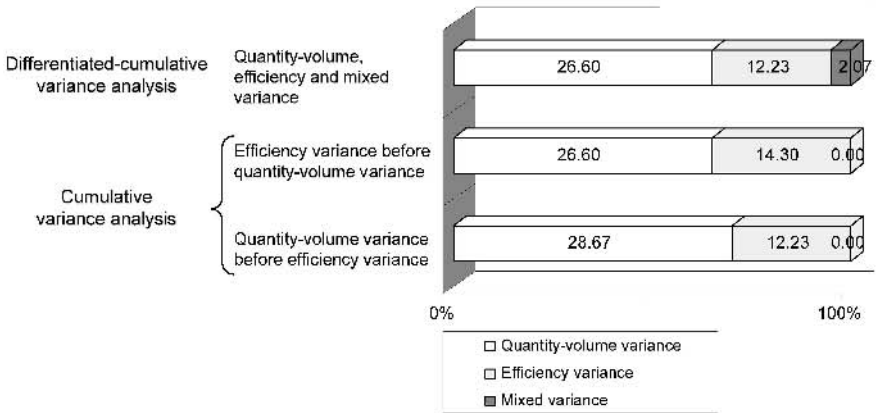 Differentiated-cumulative
variance analysis
Quantity-volume,
efficiency and mixed
variance
26.60
12.23
2.07
Cumulative
variance analysis
Efficiency variance before
quantity-volume variance
26.60
14.30
0.00
Quantity-volume variance
before efficiency variance
28.67
12.23
0.00
0%
100%
Quantity-volume variance
Efficiency variance
Mixed variance